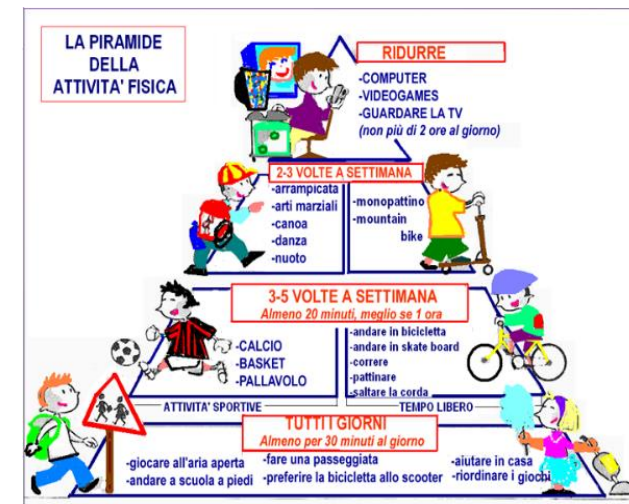 LA PIRAMIDE
DELLA
ATTIVITA' FISICA
RIDURRE
-COMPUTER
-VIDEOGAMES
-GUARDARE LA TV
(non più di 2 ore al giorno)
2-3 VOLTE A SETTIMANA
-arrampicata
-arti marziali
-canoa
-danza
-nuoto
-monopattino
-mountain
bike
3-5 VOLTE A SETTIMANA
Almeno 20 minuti, meglio se 1 ora
-CALCIO
-BASKET
-PALLAVOLO
-andare in bicicletta
-andare in skate board
-correre
-pattinare
-saltare la corda
ATTIVITA' SPORTIVE
TEMPO LIBERO
TUTTI I GIORNI
Almeno per 30 minuti al giorno
-giocare all'aria aperta
-andare a scuola a piedi
-fare una passeggiata
-preferire la bicicletta allo scooter
-aiutare in casa
-riordinare i giochi